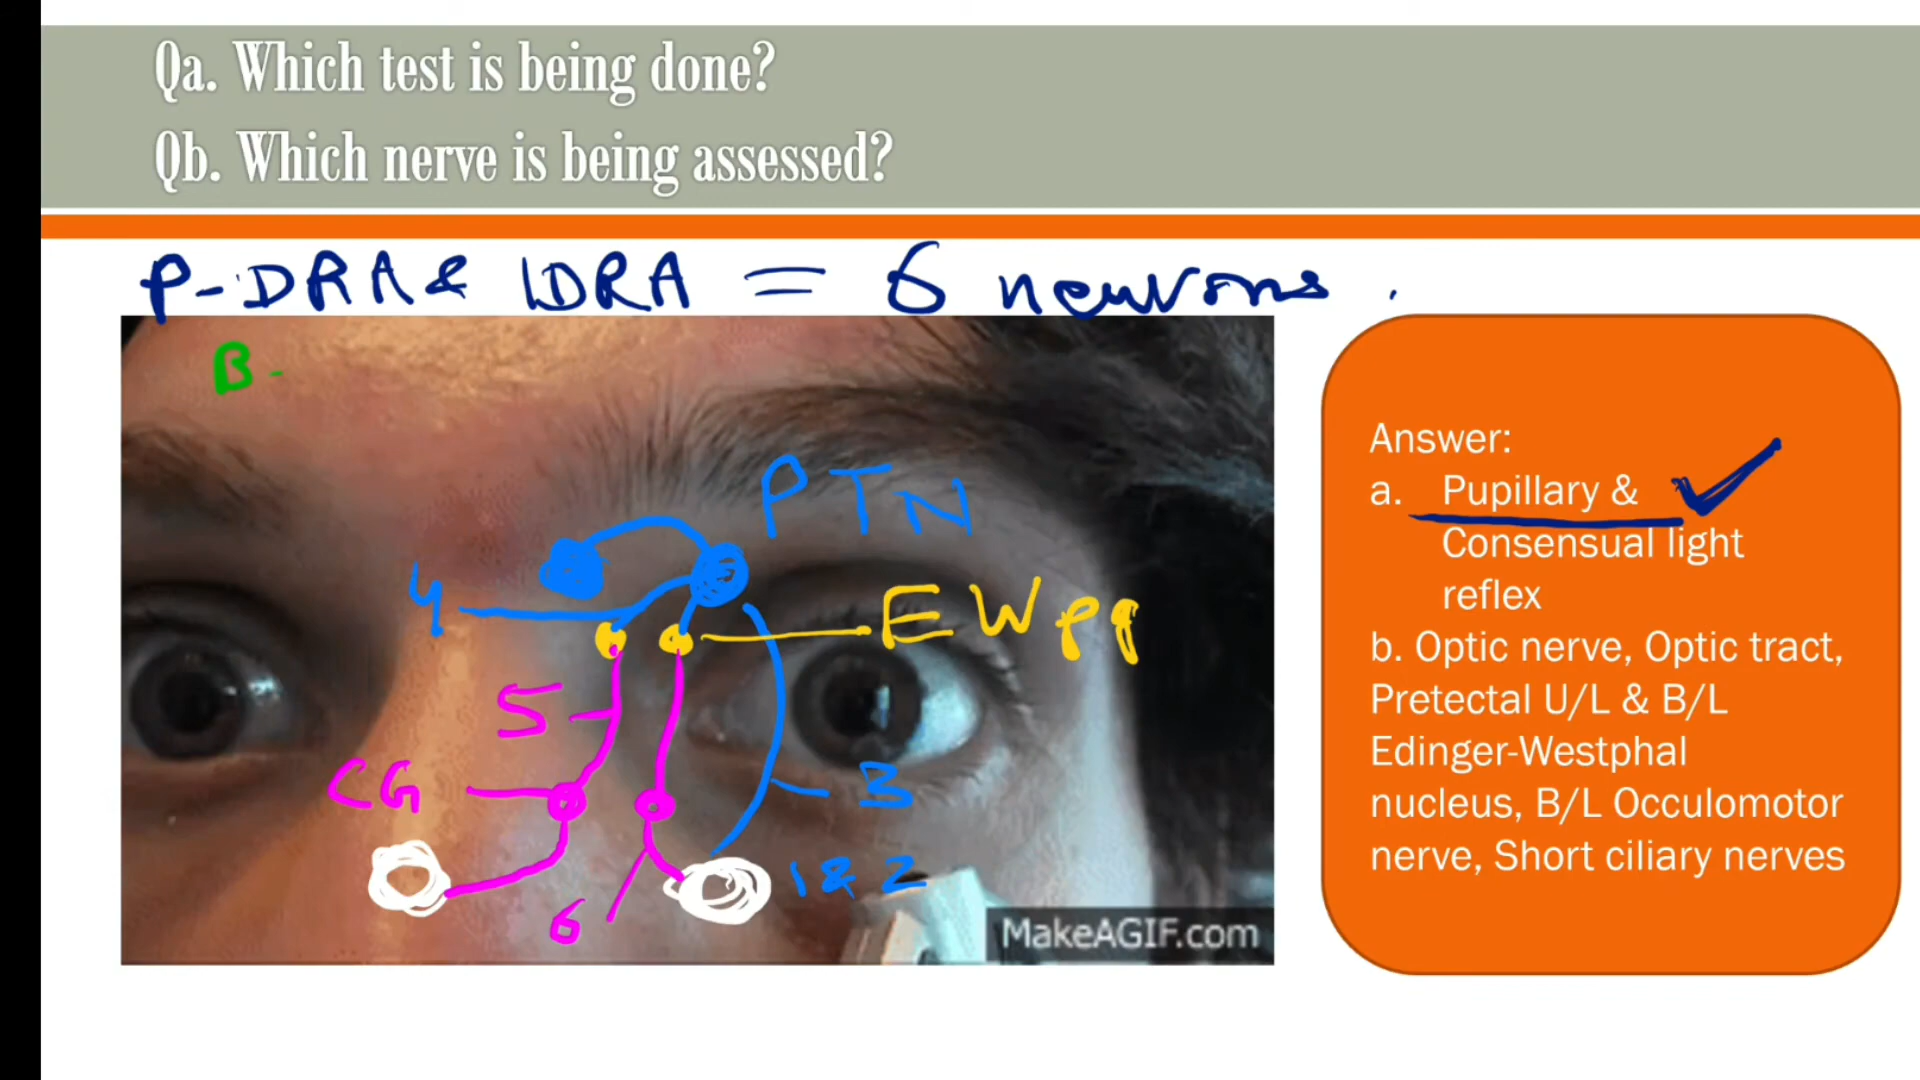 Qa. Which test is being done?
Qb. Which nerve is being assessed?
P-DRA & IDRA = 6 neurons.
B-
PTN
4
EWpg
5
CG
3
1 & 2
6
MakeAGIF.com
Answer:
a. Pupillary &
Consensual light
reflex
b. Optic nerve, Optic tract,
Pretectal U/L & B/L
Edinger-Westphal
nucleus, B/L Occulomotor
nerve, Short ciliary nerves